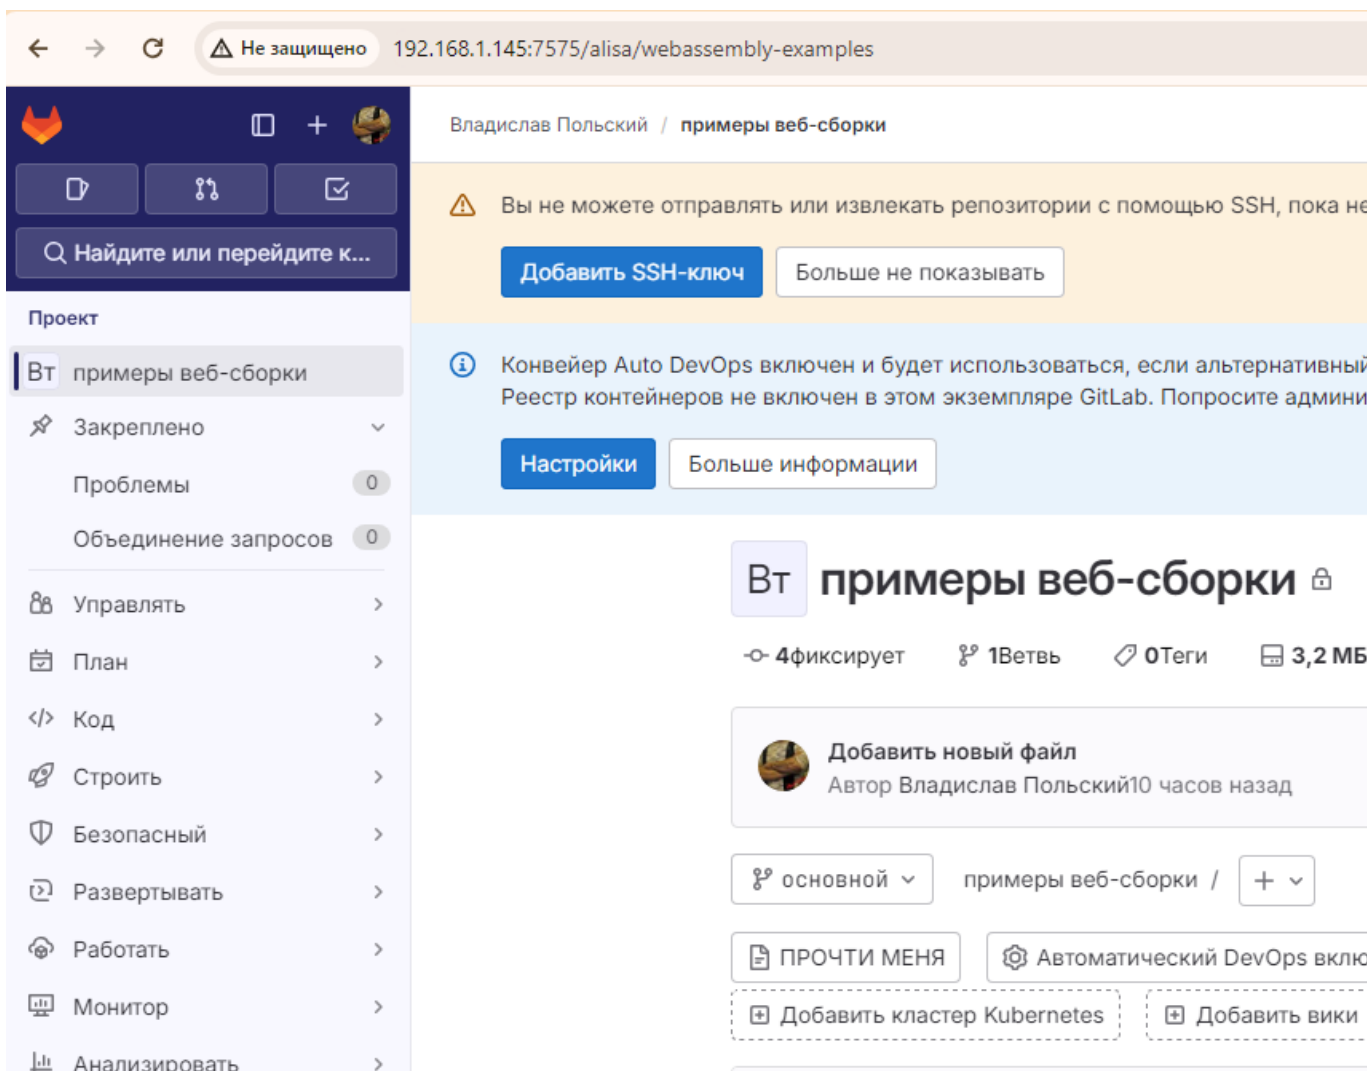 Не защищено 192.168.1.145:7575/alisa/webassembly-examples
Найдите или перейдите к...
Проект
Вт примеры веб-сборки
Закреплено
Проблемы 0
Объединение запросов 0
Управлять
План
Код
Строить
Безопасный
Развертывать
Работать
Монитор
Анализировать
Владислав Польский / примеры веб-сборки
Вы не можете отправлять или извлекать репозитории с помощью SSH, пока не
Добавить SSH-ключ Больше не показывать
Конвейер Auto DevOps включен и будет использоваться, если альтернативный
Реестр контейнеров не включен в этом экземпляре GitLab. Попросите админи
Настройки Больше информации
Вт примеры веб-сборки
4фиксирует 1Ветвь 0Теги 3,2 МБ
Добавить новый файл
Автор Владислав Польский10 часов назад
основной примеры веб-сборки /
ПРОЧТИ МЕНЯ Автоматический DevOps вклю
Добавить кластер Kubernetes Добавить вики